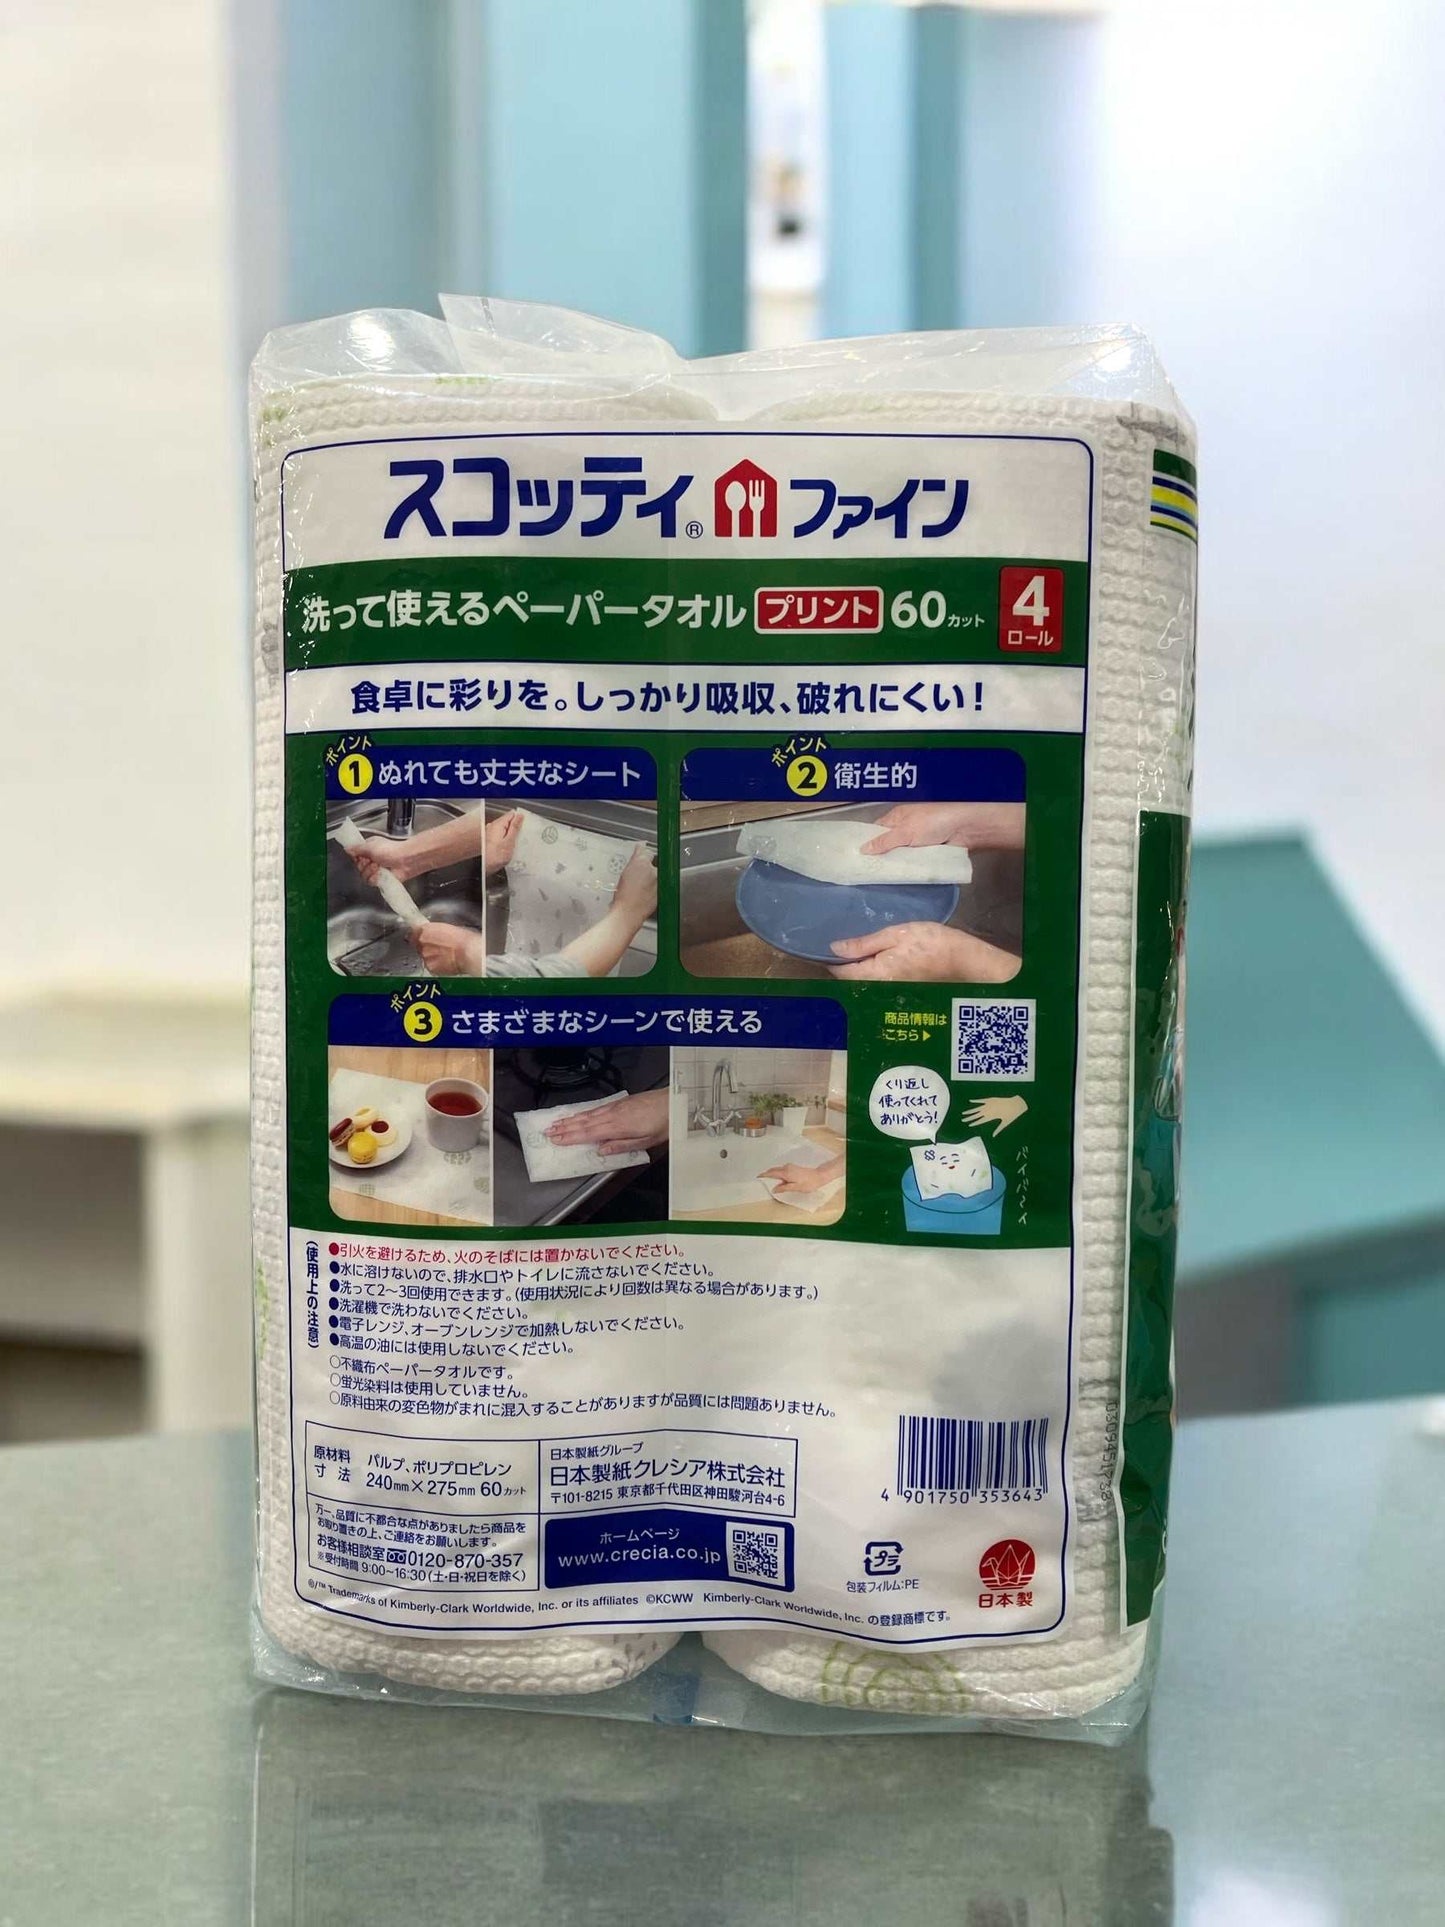 スコッティ® ファイン
洗って使えるペーパータオル プリント 60カット 4ロール
食卓に彩りを。しっかり吸収、破れにくい！
ポイント1 ぬれても丈夫なシート
ポイント2 衛生的
ポイント3 さまざまなシーンで使える
商品情報は
こちら▶
くり返し
使ってくれて
ありがとう！
バイバ〜イ
〈使用上の注意〉
●引火を避けるため、火のそばには置かないでください。
●水に溶けないので、排水口やトイレに流さないでください。
●洗って2〜3回使用できます。(使用状況により回数は異なる場合があります。)
●洗濯機で洗わないでください。
●電子レンジ、オーブンレンジで加熱しないでください。
●高温の油には使用しないでください。
○不織布ペーパータオルです。
○蛍光染料は使用していません。
○原料由来の変色物がまれに混入することがありますが品質には問題ありません。
原材料 パルプ、ポリプロピレン
寸法 240mm×275mm 60カット
万一、品質に不都合な点がありましたら商品を
お取り置きの上、ご連絡をお願いします。
お客様相談室 0120-870-357
※受付時間 9:00〜16:30(土・日・祝日を除く)
日本製紙グループ
日本製紙クレシア株式会社
〒101-8215 東京都千代田区神田駿河台4-6
ホームページ
www.crecia.co.jp
4 901750 353643
プラ
包装フィルム:PE
日本製
®/™ Trademarks of Kimberly-Clark Worldwide, Inc. or its affiliates ©KCWW Kimberly-Clark Worldwide, Inc. の登録商標です。